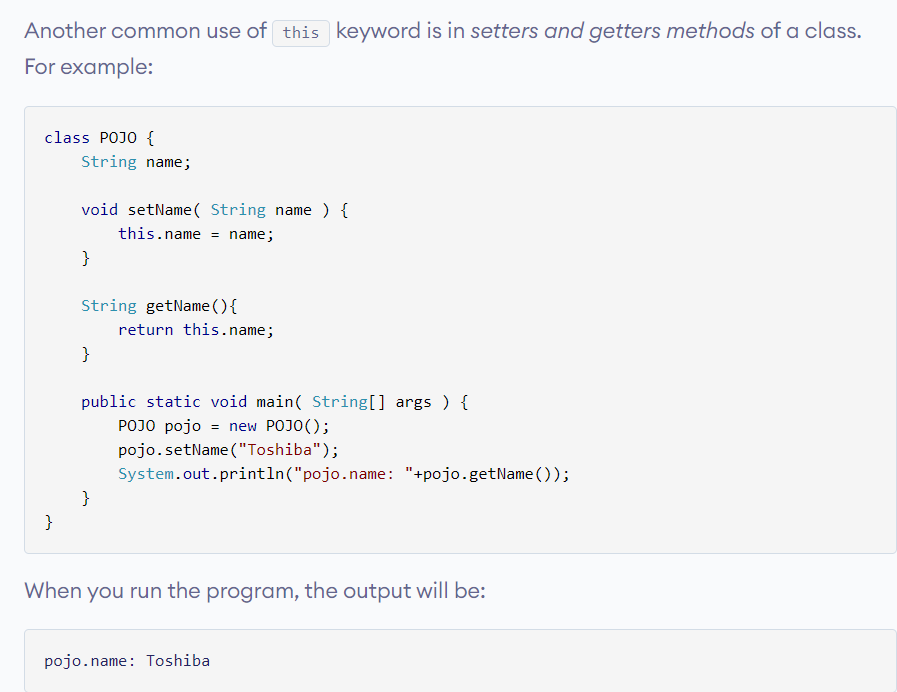 Another common use of this keyword is in setters and getters methods of a class.
For example:
class POJO {
    String name;

    void setName( String name ) {
        this.name = name;
    }

    String getName(){
        return this.name;
    }

    public static void main( String[] args ) {
        POJO pojo = new POJO();
        pojo.setName("Toshiba");
        System.out.println("pojo.name: "+pojo.getName());
    }
}
When you run the program, the output will be:
pojo.name: Toshiba